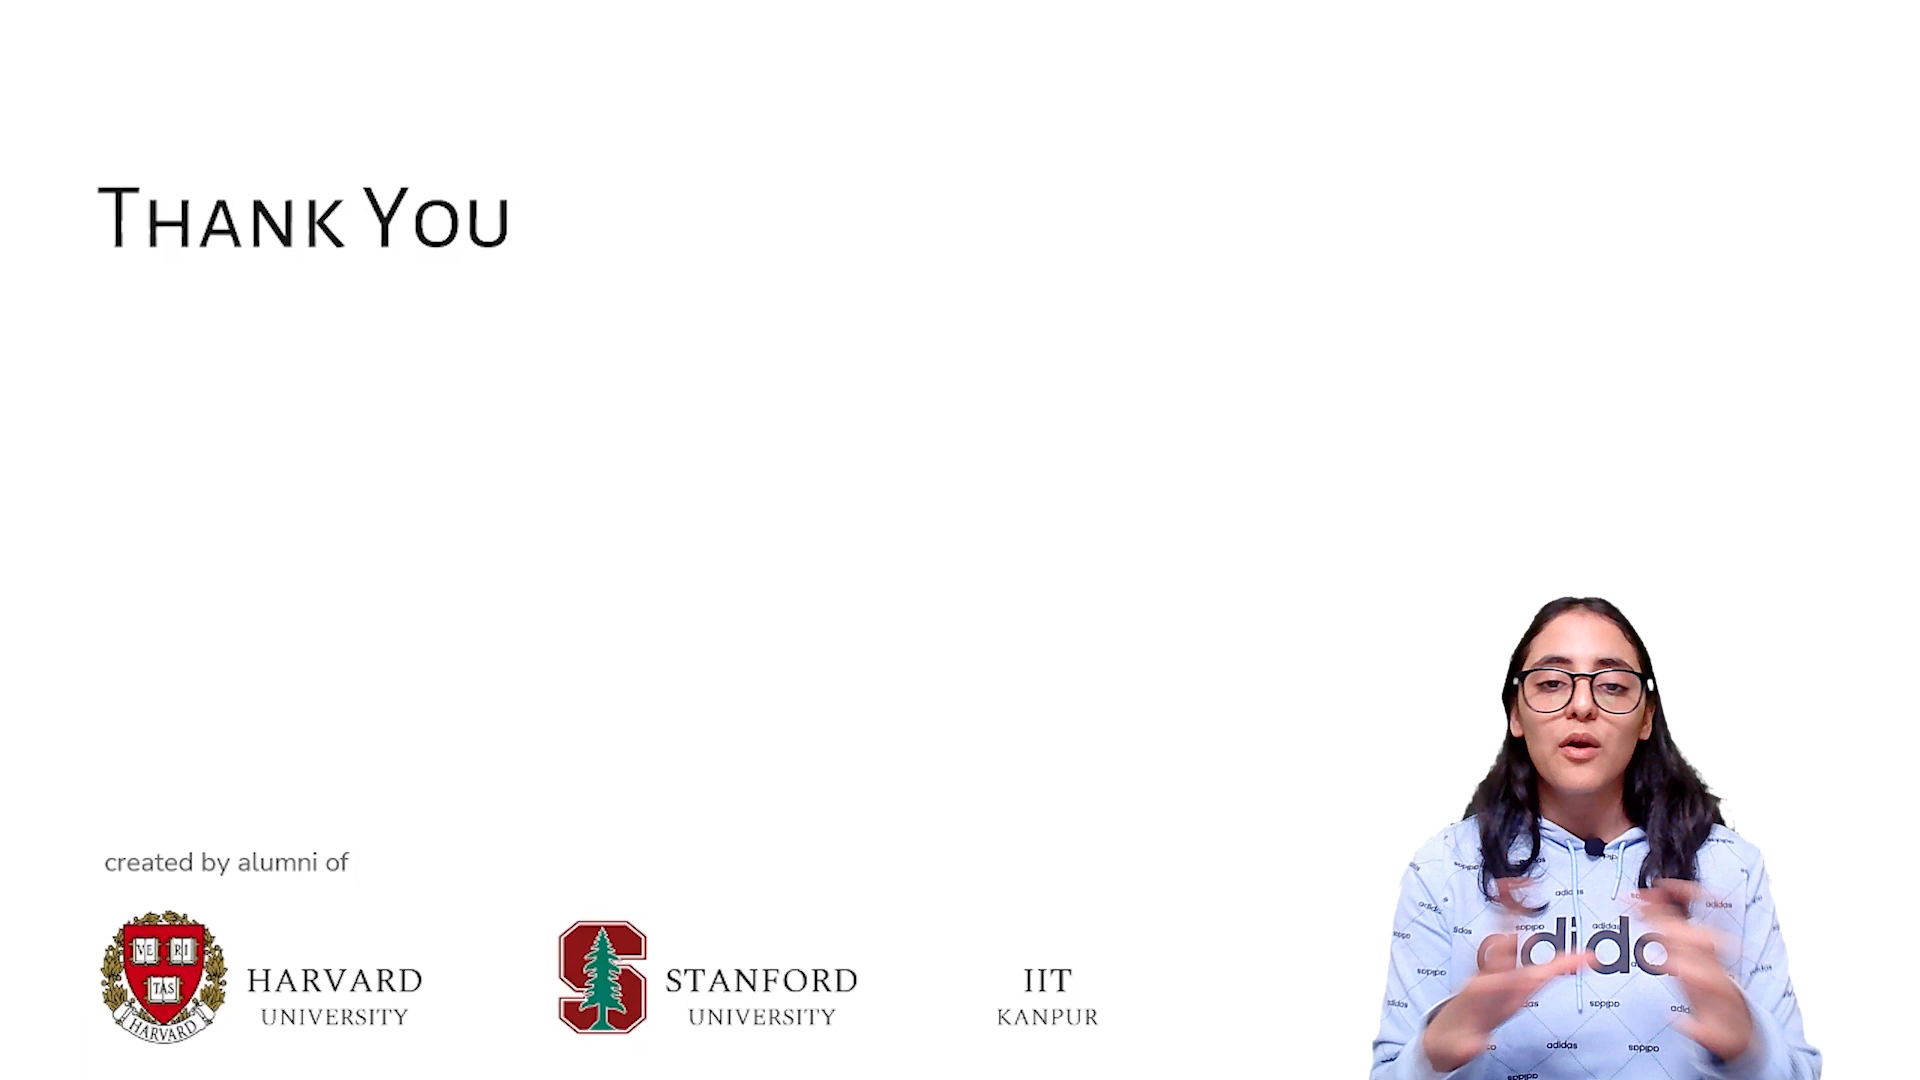 THANK YOU
created by alumni of
VE RI
TAS
HARVARD
HARVARD
UNIVERSITY
S
STANFORD
UNIVERSITY
IIT
KANPUR
adidas